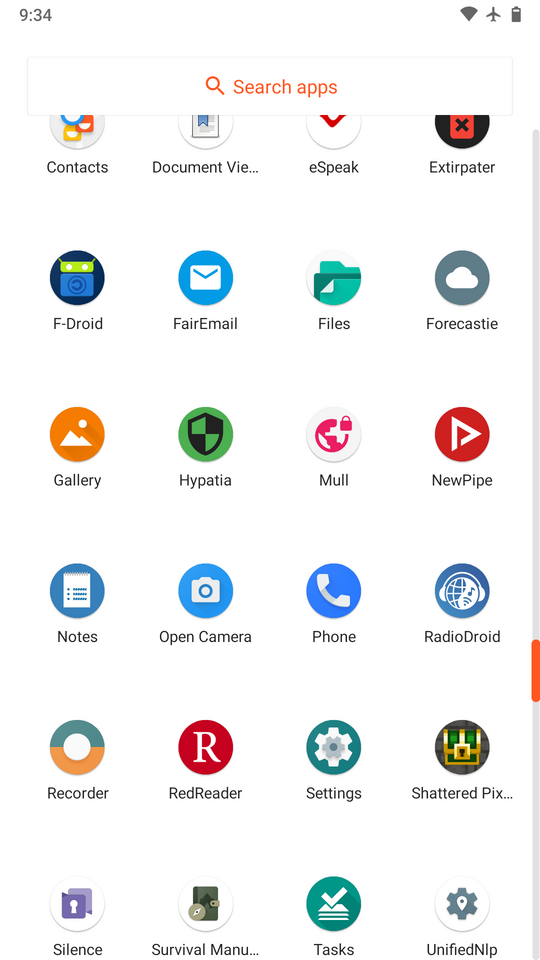 9:34
Search apps
Contacts
Document Vie...
eSpeak
Extirpater
F-Droid
FairEmail
Files
Forecastie
Gallery
Hypatia
Mull
NewPipe
Notes
Open Camera
Phone
RadioDroid
Recorder
R
RedReader
Settings
Shattered Pix...
Silence
Survival Manu...
Tasks
UnifiedNlp